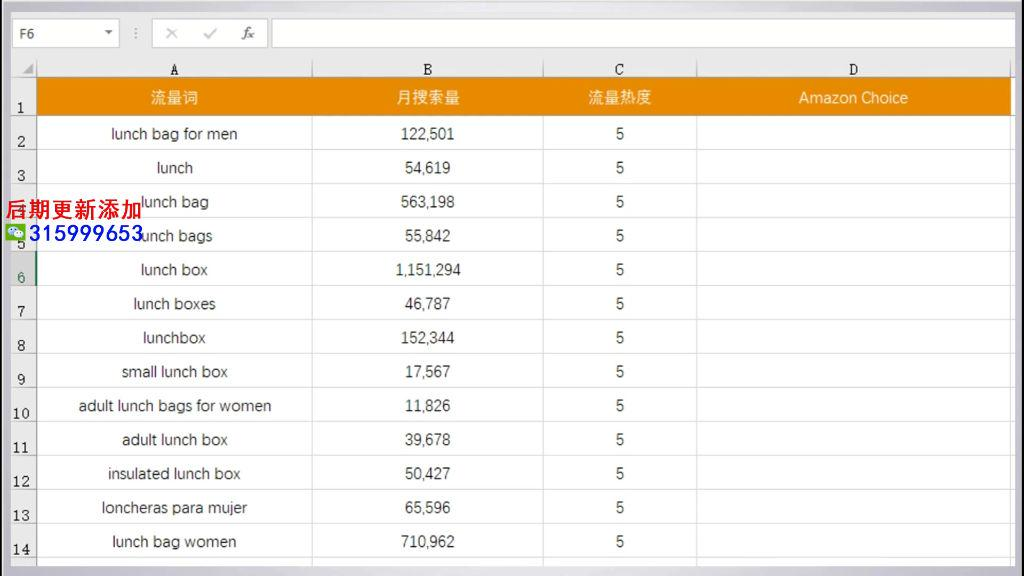 F6
fx
A B C D
1 流量词 月搜索量 流量热度 Amazon Choice
2 lunch bag for men 122,501 5
3 lunch 54,619 5
4 lunch bag 563,198 5
后期更新添加
315999653
5 lunch bags 55,842 5
6 lunch box 1,151,294 5
7 lunch boxes 46,787 5
8 lunchbox 152,344 5
9 small lunch box 17,567 5
10 adult lunch bags for women 11,826 5
11 adult lunch box 39,678 5
12 insulated lunch box 50,427 5
13 loncheras para mujer 65,596 5
14 lunch bag women 710,962 5